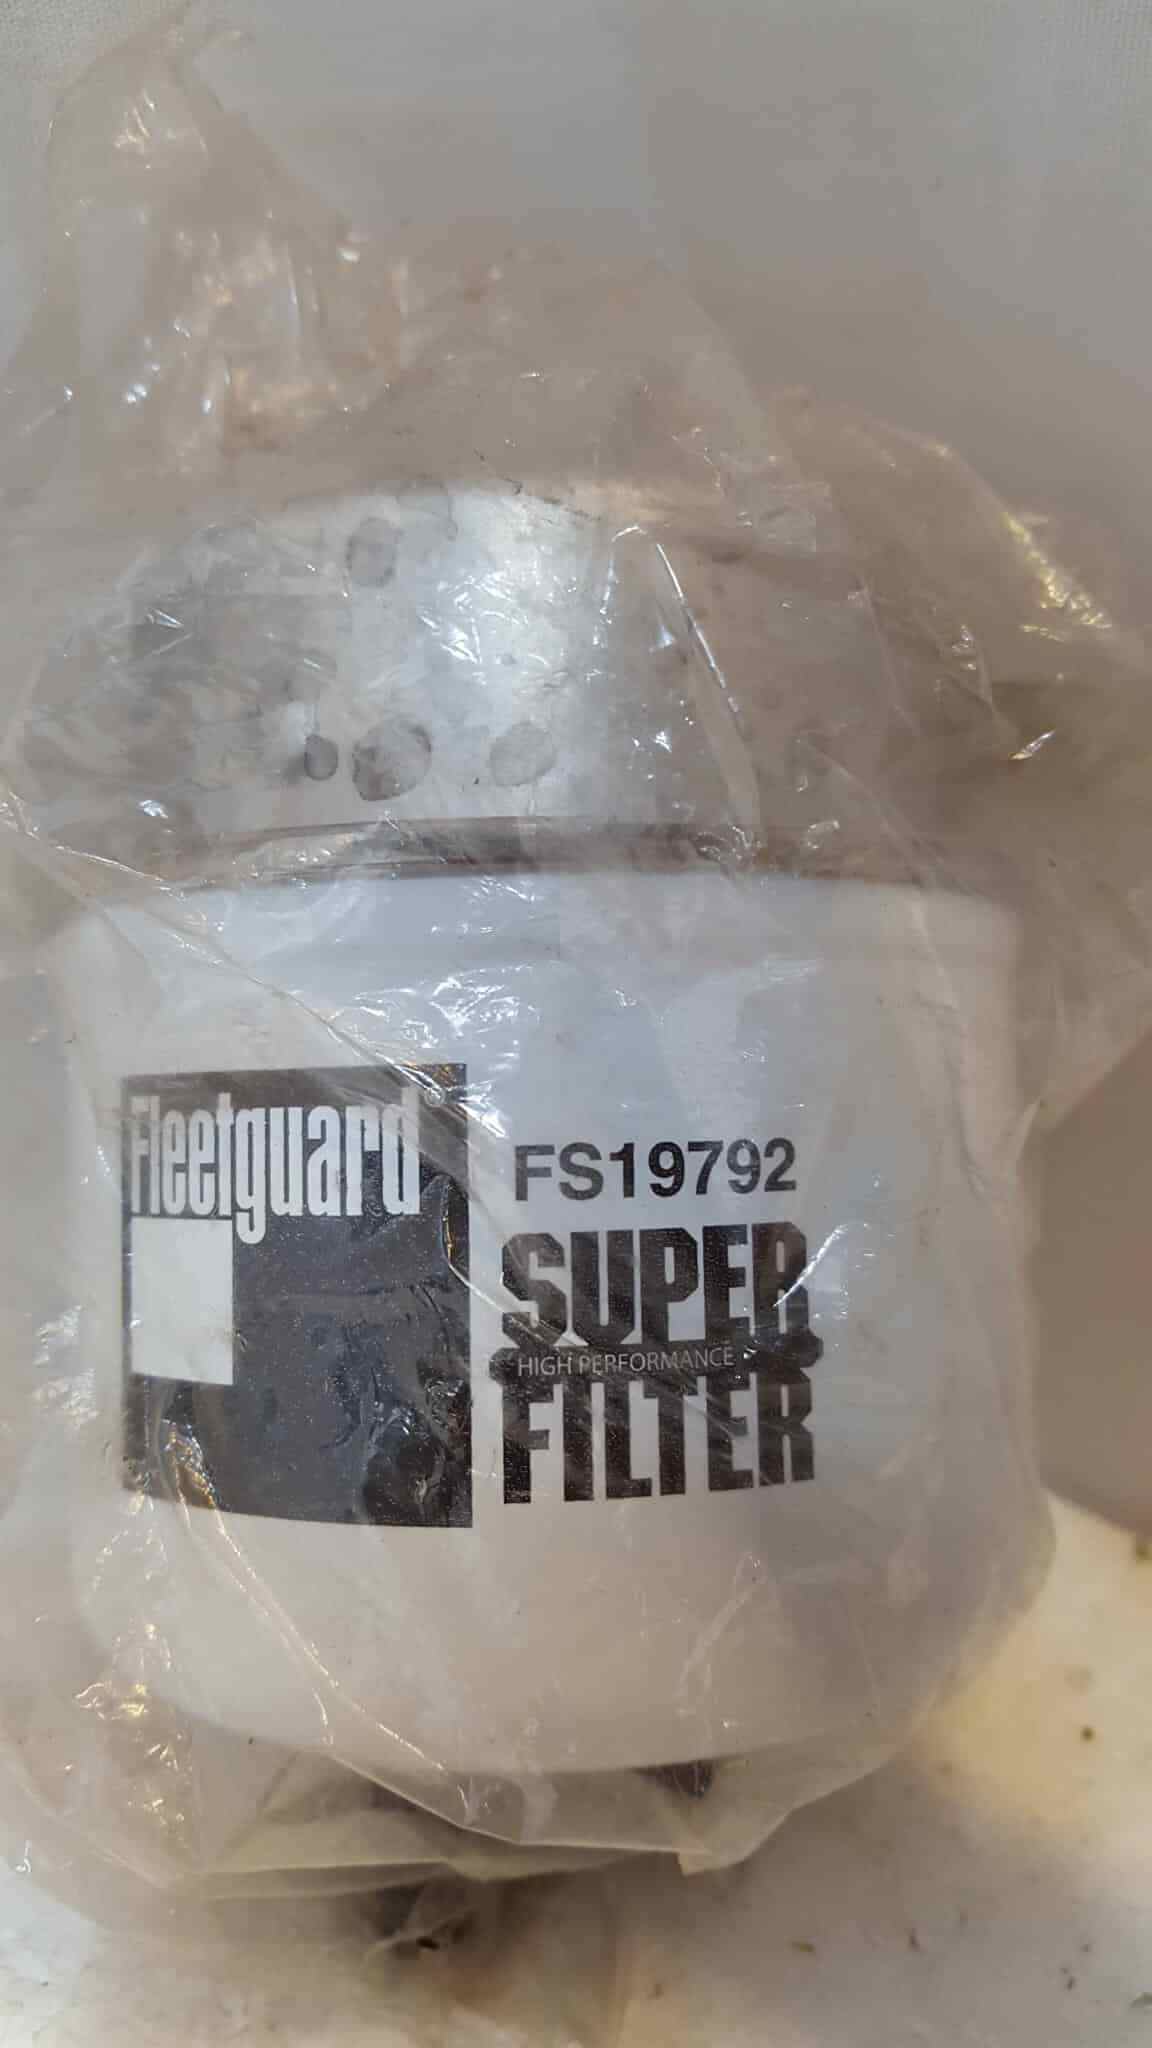 Fleetguard®
FS19792
SUPER
HIGH PERFORMANCE
FILTER